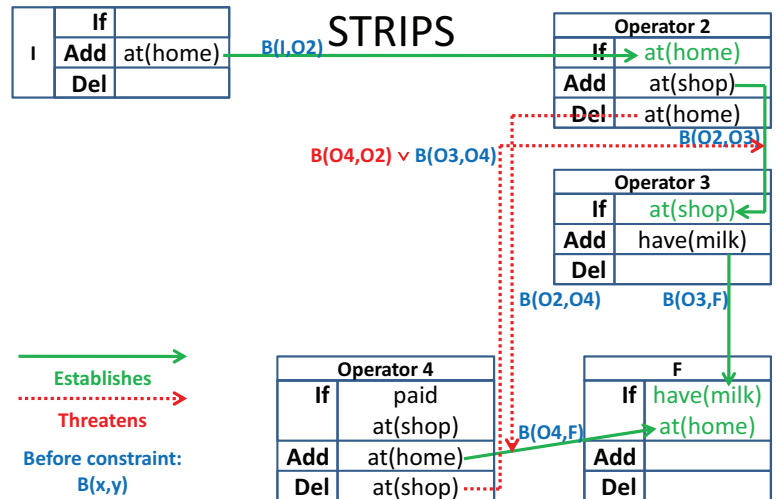 STRIPS
I
If
Add at(home)
Del
B(I,O2)
Operator 2
If at(home)
Add at(shop)
Del at(home)
B(O2,O3)
B(O4,O2) ∨ B(O3,O4)
Operator 3
If at(shop)
Add have(milk)
Del
B(O2,O4)
B(O3,F)
Establishes
Threatens
Before constraint:
B(x,y)
Operator 4
If paid
at(shop)
Add at(home)
Del at(shop)
B(O4,F)
F
If have(milk)
at(home)
Add
Del